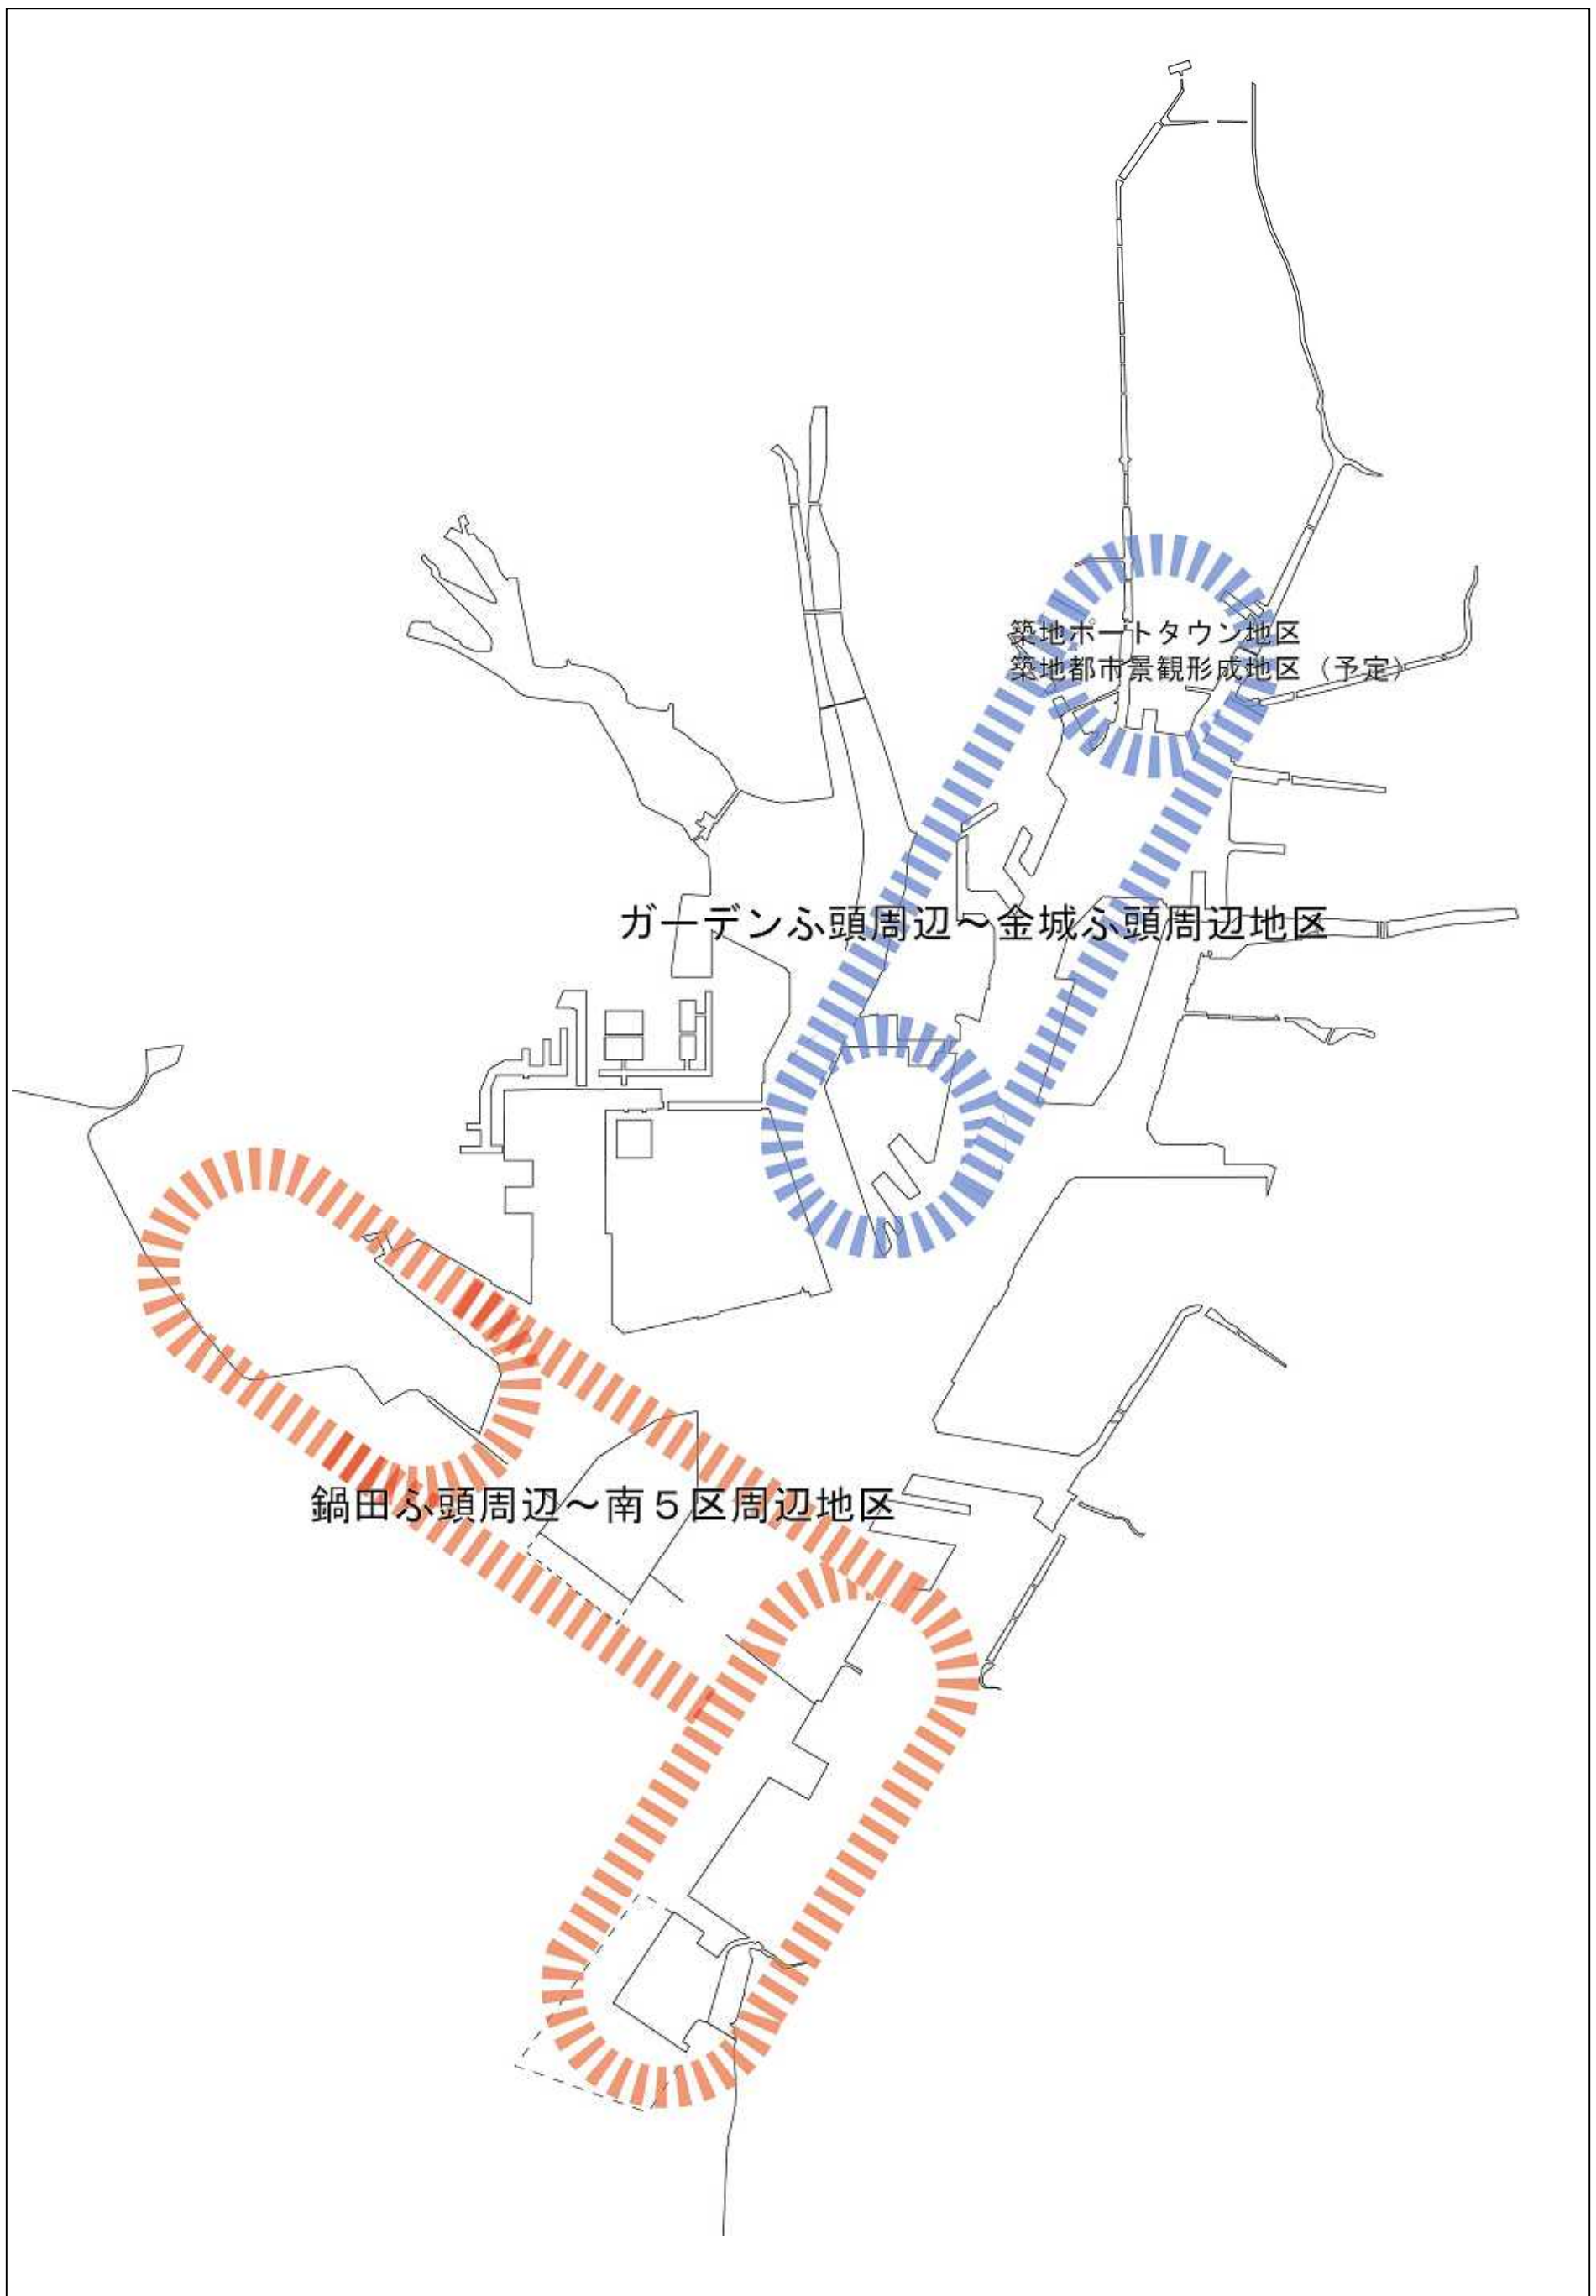 築地ポートタウン地区
築地都市景観形成地区（予定）
ガーデンふ頭周辺～金城ふ頭周辺地区
鍋田ふ頭周辺～南５区周辺地区